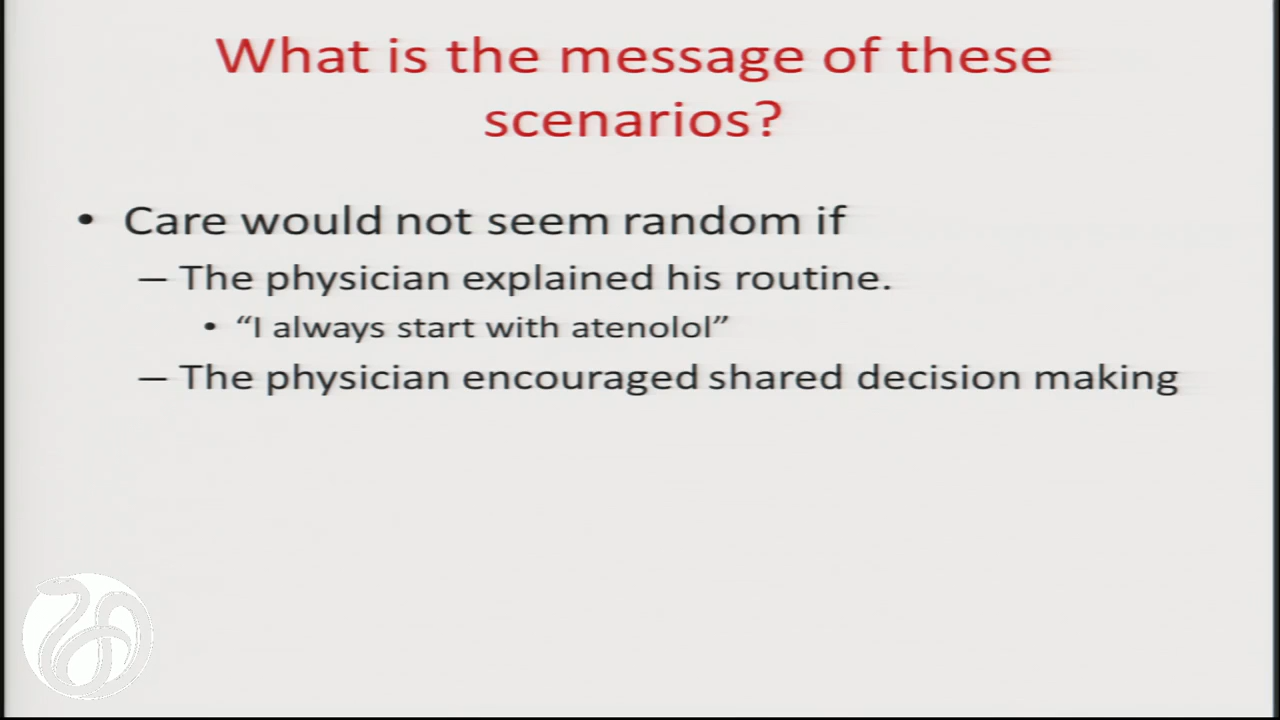 What is the message of these
scenarios?
• Care would not seem random if
– The physician explained his routine.
• “I always start with atenolol”
– The physician encouraged shared decision making